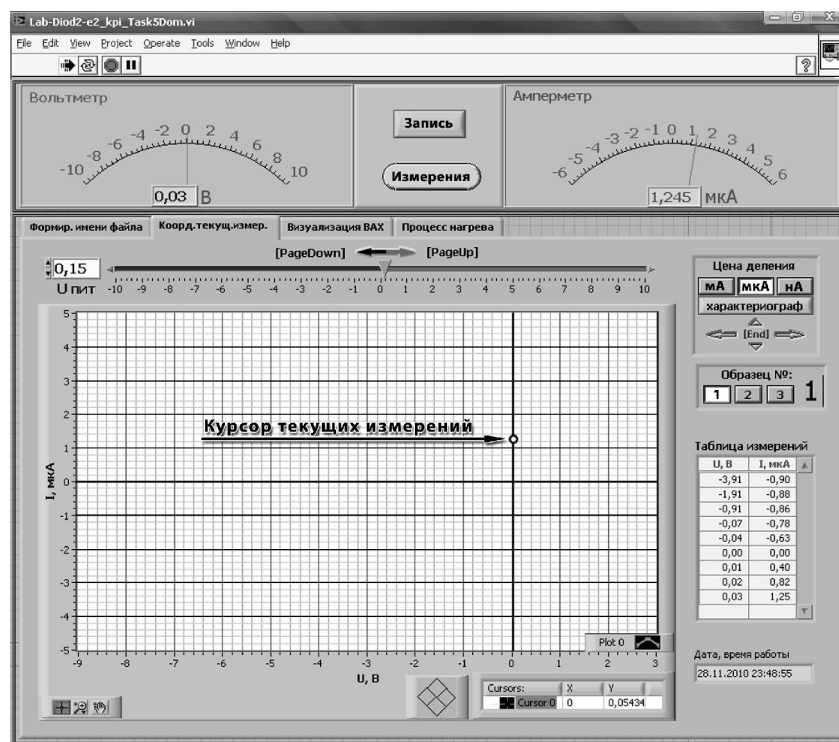 Lab-Diod2-e2_kpi_Task5Dom.vi
File Edit View Project Operate Tools Window Help
?
Вольтметр
-10 -8 -6 -4 -2 0 2 4 6 8 10
0,03 В
Запись
Измерения
Амперметр
-6 -5 -4 -3 -2 -1 0 1 2 3 4 5 6
1,245 мкА
Формир. имени файла Коорд.текущ.измер. Визуализация ВАХ Процесс нагрева
[PageDown] [PageUp]
0,15
U пит -10 -9 -8 -7 -6 -5 -4 -3 -2 -1 0 1 2 3 4 5 6 7 8 9 10
5
4
3
2
Курсор текущих измерений
1
0
-1
-2
-3
-4
-5
I, мкА
-9 -8 -7 -6 -5 -4 -3 -2 -1 0 1 2 3
U, В
Plot 0
Cursors: X Y
Cursor 0 0 0,05434
Цена деления
мА мкА нА
характериограф
[End]
Образец №:
1 2 3 1
Таблица измерений
U, В I, мкА
-3,91 -0,90
-1,91 -0,88
-0,91 -0,86
-0,07 -0,78
-0,04 -0,63
0,00 0,00
0,01 0,40
0,02 0,82
0,03 1,25
Дата, время работы
28.11.2010 23:48:55